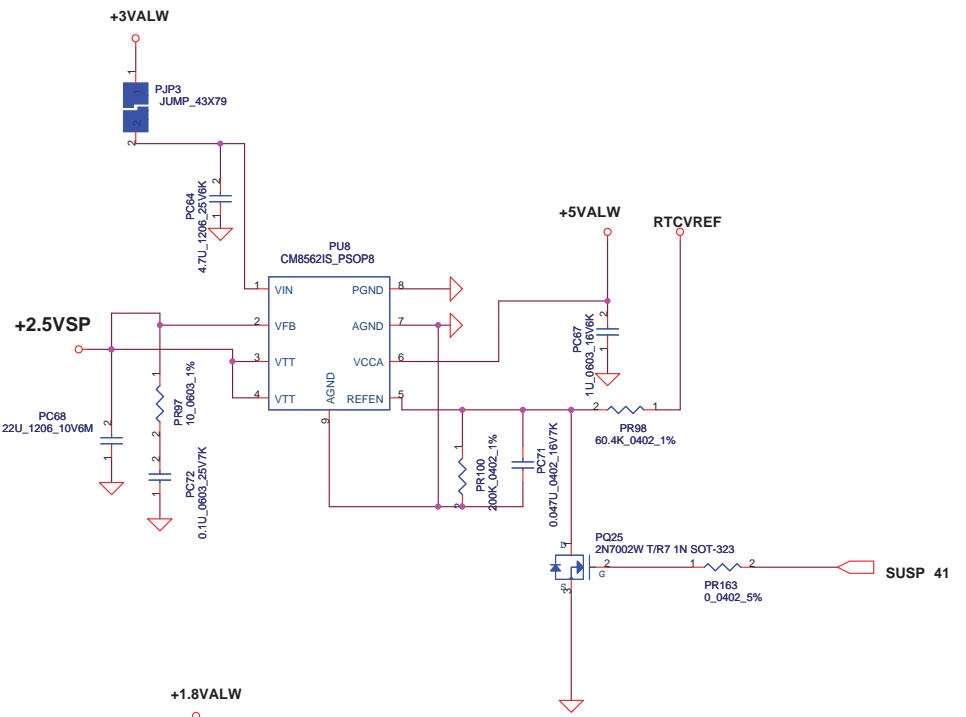 +3VALW
1
PJP3
JUMP_43X79
1
2
2
PC64
4.7U_1206_25V6K
2
1
+5VALW
RTCVREF
PU8
CM8562IS_PSOP8
1 VIN PGND 8
2 VFB AGND 7
3 VTT VCCA 6
4 VTT REFEN 5
AGND
9
+2.5VSP
PC67
1U_0603_16V6K
2
1
PC68
22U_1206_10V6M
2
1
PR97
10_0603_1%
1
2
PC72
0.1U_0603_25V7K
2
1
PR100
200K_0402_1%
1
2
PC71
0.047U_0402_16V7K
2 1
PR98
60.4K_0402_1%
PQ25
2N7002W T/R7 1N SOT-323
D 1
2
G
S 3
1 2
PR163
0_0402_5%
SUSP 41
+1.8VALW